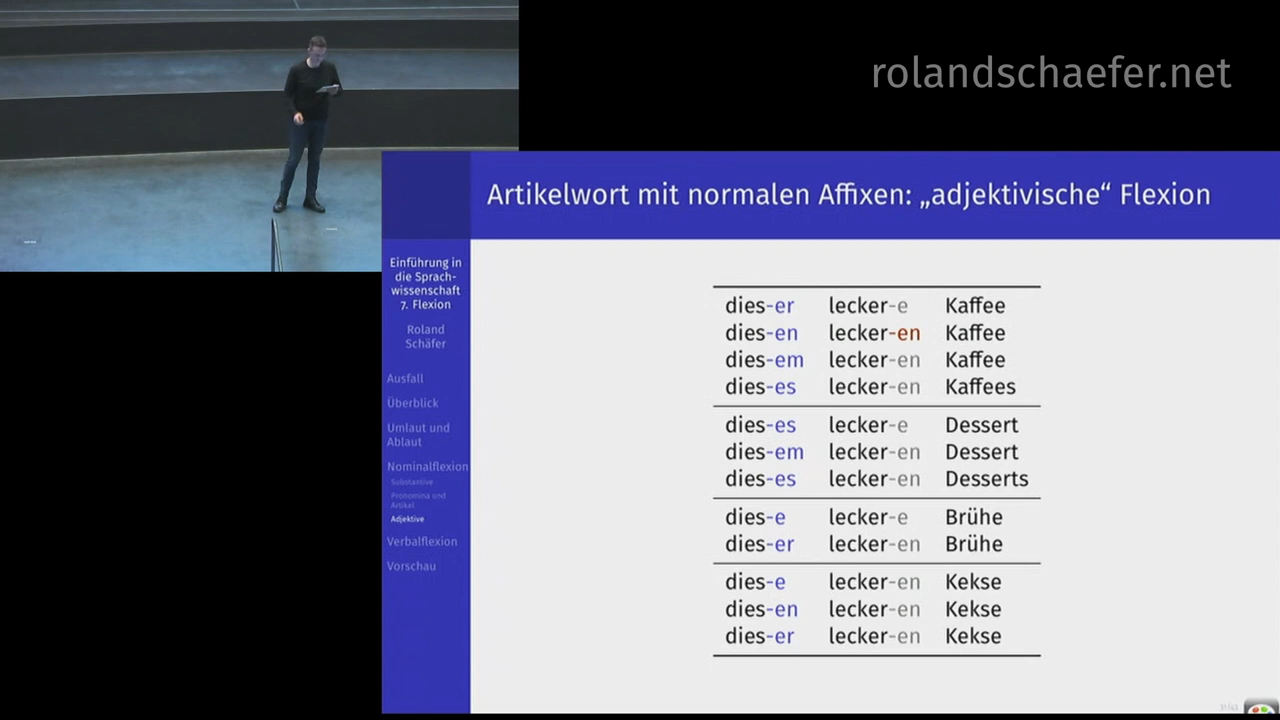 rolandschaefer.net
Artikelwort mit normalen Affixen: „adjektivische“ Flexion
Einführung in
die Sprach-
wissenschaft
7. Flexion
Roland
Schäfer
Ausfall
Überblick
Umlaut und
Ablaut
Nominalflexion
Substantive
Pronomina und
Artikel
Adjektive
Verbalflexion
Vorschau
dies-er lecker-e Kaffee
dies-en lecker-en Kaffee
dies-em lecker-en Kaffee
dies-es lecker-en Kaffees
dies-es lecker-e Dessert
dies-em lecker-en Dessert
dies-es lecker-en Desserts
dies-e lecker-e Brühe
dies-er lecker-en Brühe
dies-e lecker-en Kekse
dies-en lecker-en Kekse
dies-er lecker-en Kekse